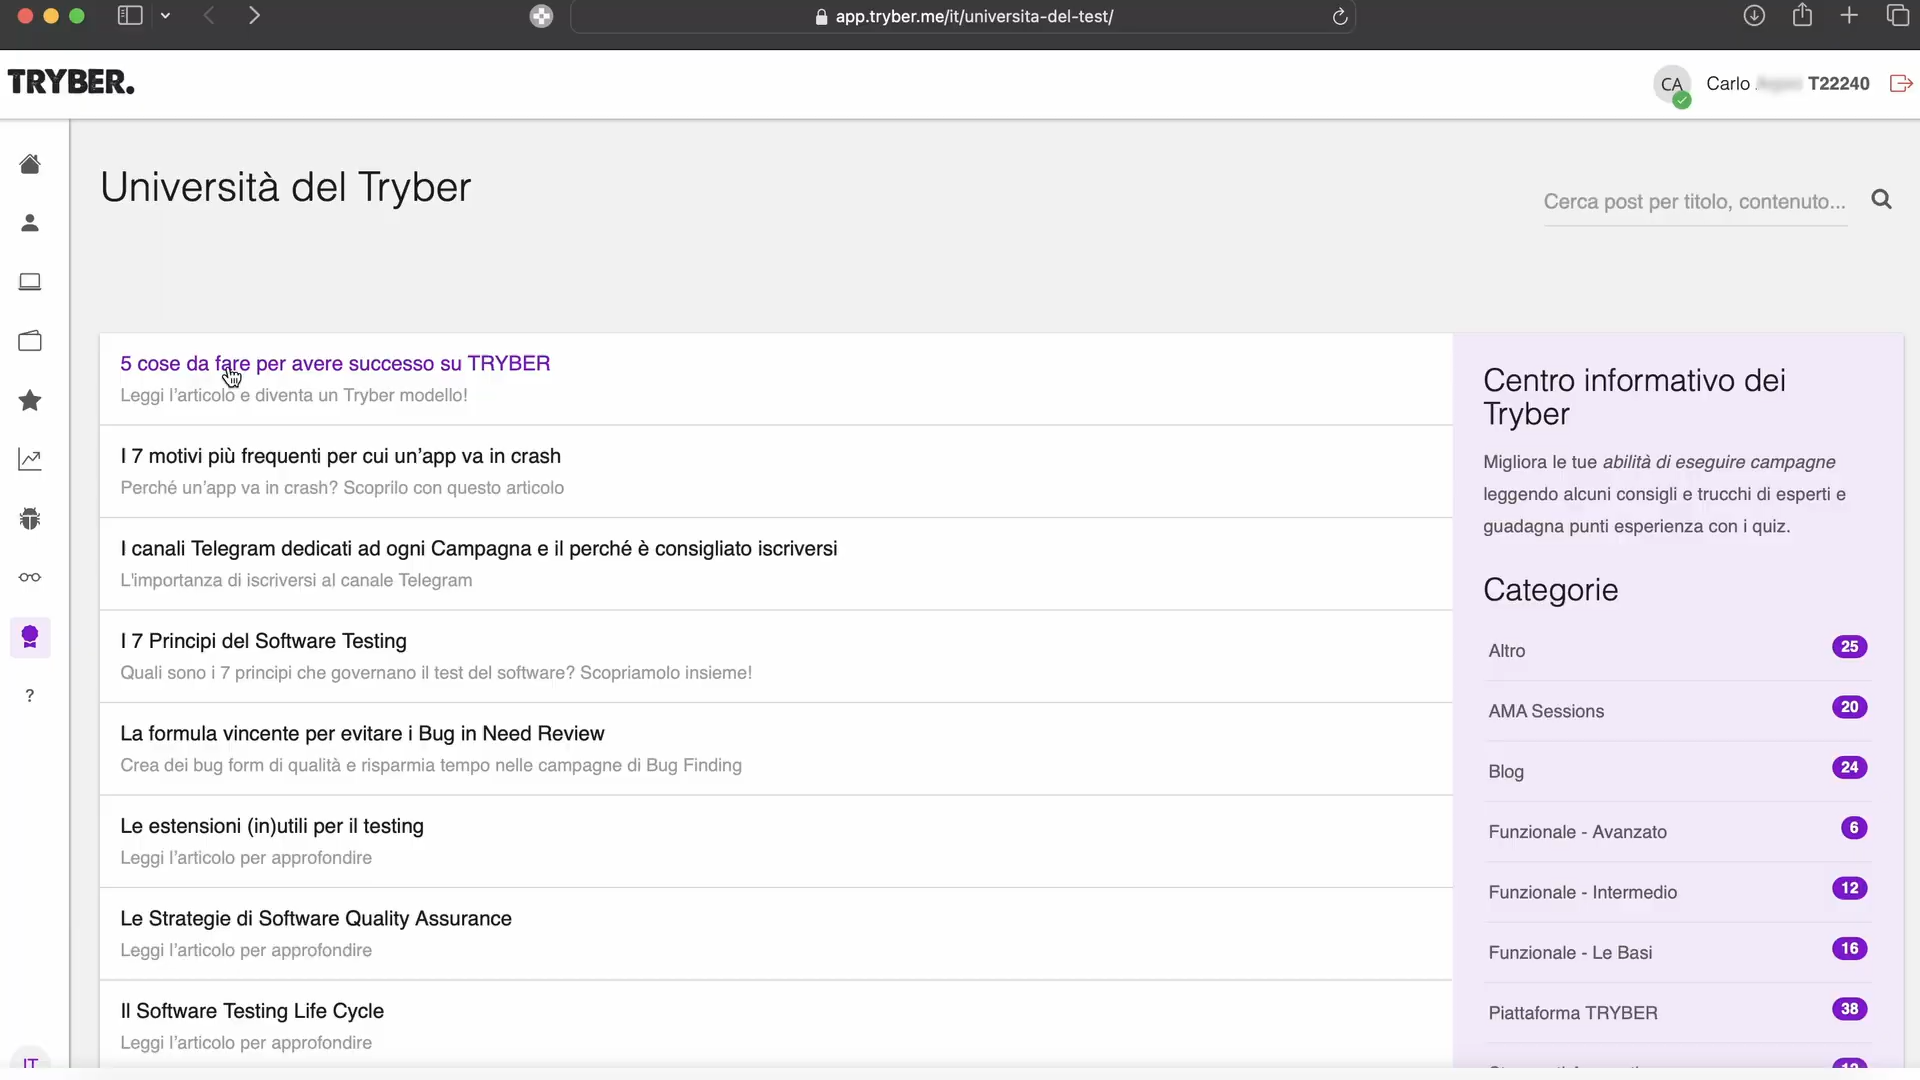 app.tryber.me/it/universita-del-test/
TRYBER.
CA
Carlo
T22240
Università del Tryber
Cerca post per titolo, contenuto...
5 cose da fare per avere successo su TRYBER
Leggi l'articolo e diventa un Tryber modello!
I 7 motivi più frequenti per cui un'app va in crash
Perché un'app va in crash? Scoprilo con questo articolo
I canali Telegram dedicati ad ogni Campagna e il perché è consigliato iscriversi
L'importanza di iscriversi al canale Telegram
I 7 Principi del Software Testing
Quali sono i 7 principi che governano il test del software? Scopriamolo insieme!
La formula vincente per evitare i Bug in Need Review
Crea dei bug form di qualità e risparmia tempo nelle campagne di Bug Finding
Le estensioni (in)utili per il testing
Leggi l'articolo per approfondire
Le Strategie di Software Quality Assurance
Leggi l'articolo per approfondire
Il Software Testing Life Cycle
Leggi l'articolo per approfondire
Centro informativo dei
Tryber
Migliora le tue abilità di eseguire campagne
leggendo alcuni consigli e trucchi di esperti e
guadagna punti esperienza con i quiz.
Categorie
Altro 25
AMA Sessions 20
Blog 24
Funzionale - Avanzato 6
Funzionale - Intermedio 12
Funzionale - Le Basi 16
Piattaforma TRYBER 38
?
IT